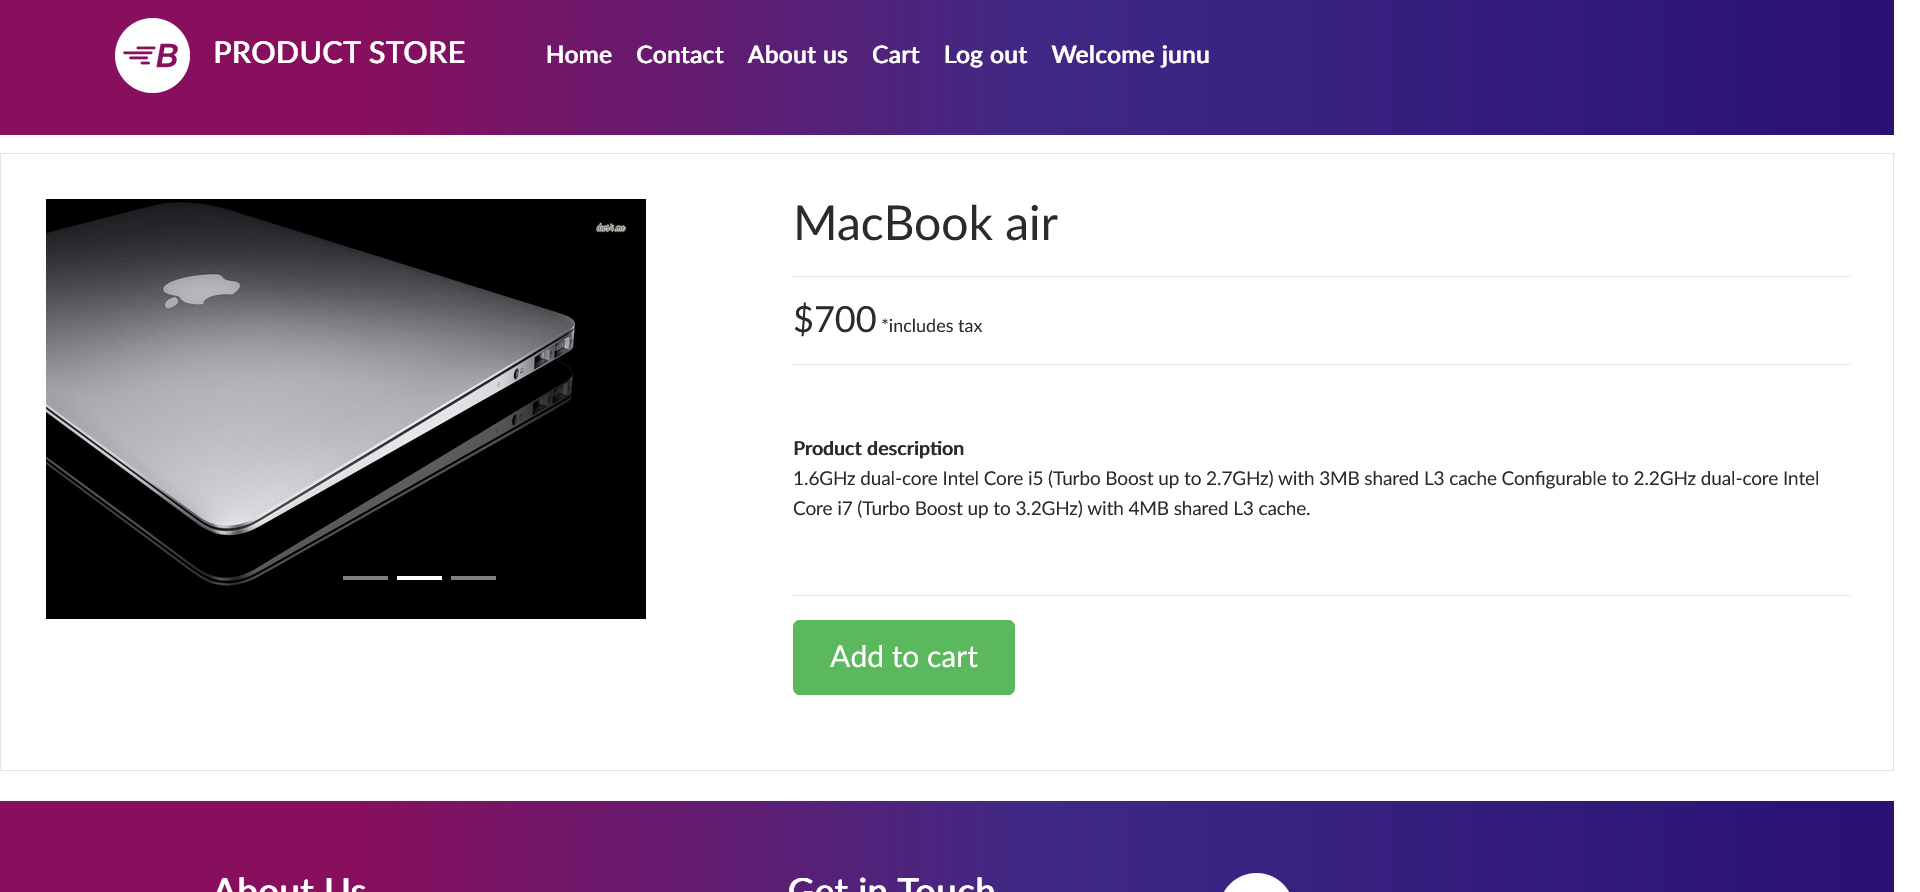 B PRODUCT STORE Home Contact About us Cart Log out Welcome junu
MacBook air
$700 *includes tax
Product description
1.6GHz dual-core Intel Core i5 (Turbo Boost up to 2.7GHz) with 3MB shared L3 cache Configurable to 2.2GHz dual-core Intel
Core i7 (Turbo Boost up to 3.2GHz) with 4MB shared L3 cache.
Add to cart
About Us Get in Touch